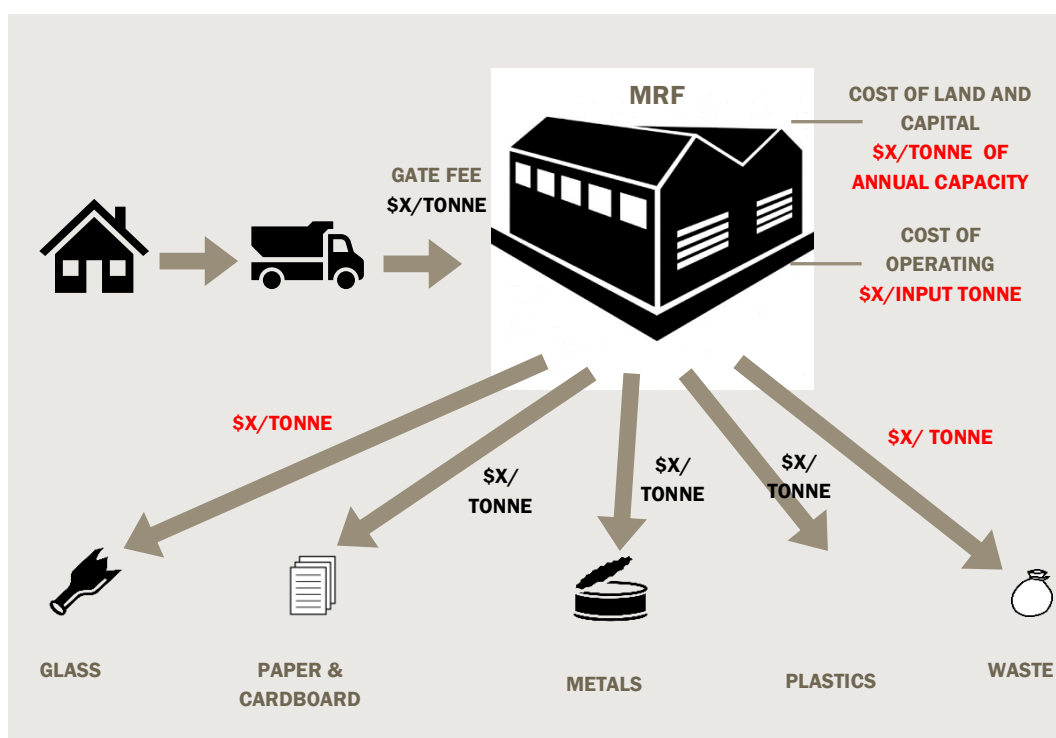 MRF
COST OF LAND AND
CAPITAL
$X/TONNE OF
ANNUAL CAPACITY
GATE FEE
$X/TONNE
COST OF
OPERATING
$X/INPUT TONNE
$X/TONNE
$X/
TONNE
$X/
TONNE
$X/
TONNE
$X/ TONNE
GLASS
PAPER &
CARDBOARD
METALS
PLASTICS
WASTE